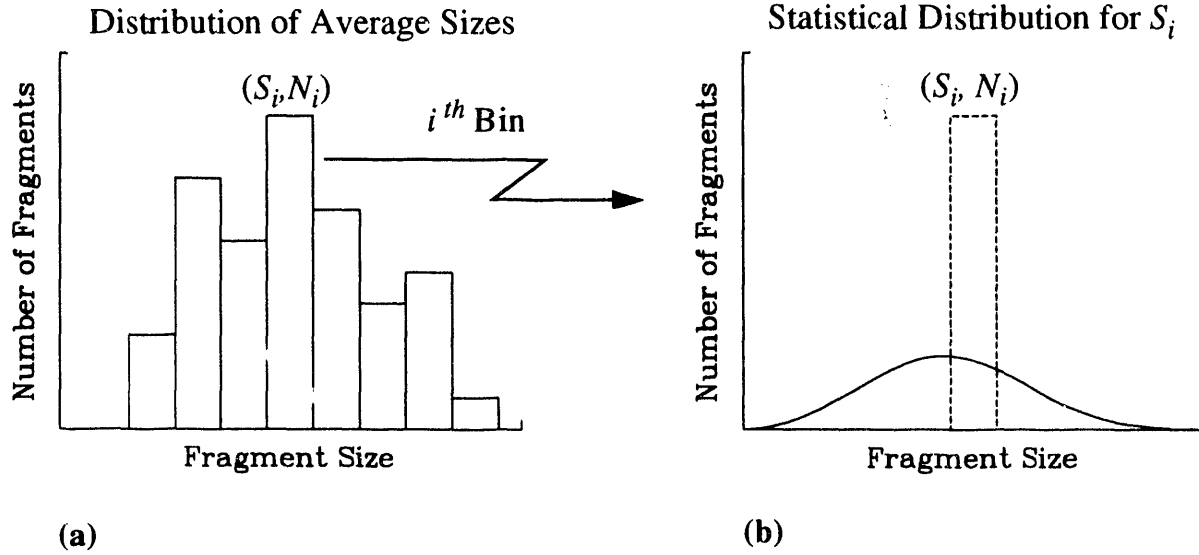 Distribution of Average Sizes
(Si,Ni)
i th Bin
Number of Fragments
Fragment Size
(a)
Statistical Distribution for Si
(Si, Ni)
Number of Fragments
Fragment Size
(b)